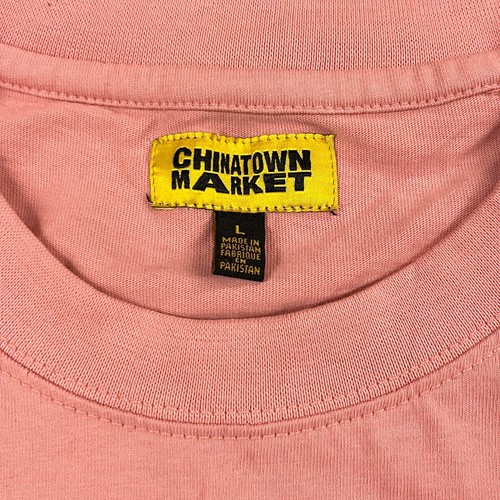 CHINATOWN
MARKET
L
MADE IN
PAKISTAN
FABRIQUE
EN
PAKISTAN